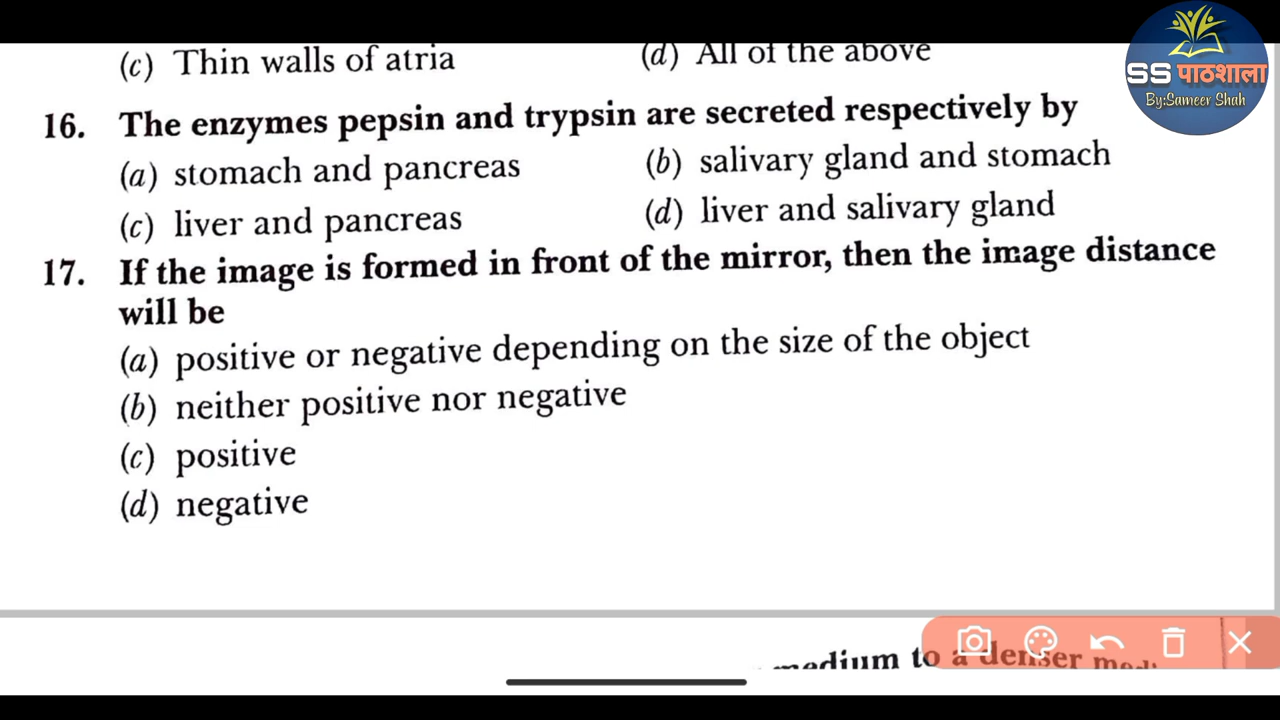 SS पाठशाला
By:Sameer Shah
(c) Thin walls of atria (d) All of the above
16. The enzymes pepsin and trypsin are secreted respectively by
(a) stomach and pancreas (b) salivary gland and stomach
(c) liver and pancreas (d) liver and salivary gland
17. If the image is formed in front of the mirror, then the image distance
will be
(a) positive or negative depending on the size of the object
(b) neither positive nor negative
(c) positive
(d) negative
medium to a denser